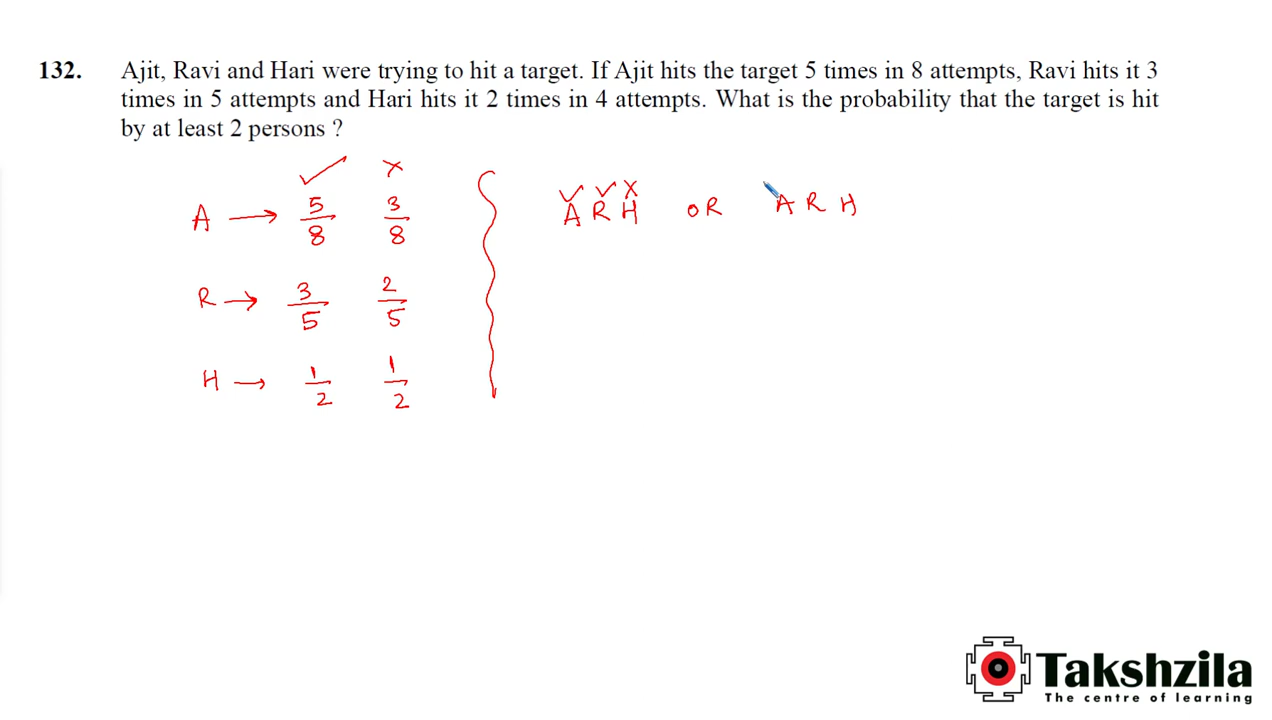 132. Ajit, Ravi and Hari were trying to hit a target. If Ajit hits the target 5 times in 8 attempts, Ravi hits it 3
times in 5 attempts and Hari hits it 2 times in 4 attempts. What is the probability that the target is hit
by at least 2 persons ?
✓ ×
A → 5/8 3/8
✓ ✓ ×
A R H OR A R H
R → 3/5 2/5
H → 1/2 1/2
Takshzila
The centre of learning